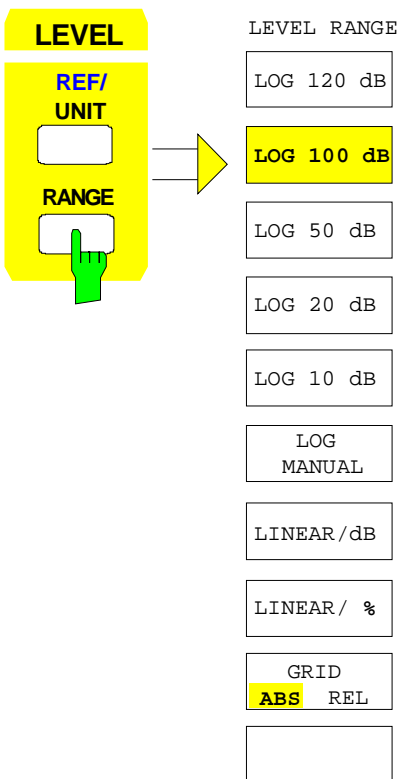 LEVEL
REF/
UNIT
RANGE
LEVEL RANGE
LOG 120 dB
LOG 100 dB
LOG 50 dB
LOG 20 dB
LOG 10 dB
LOG
MANUAL
LINEAR/dB
LINEAR/ %
GRID
ABS REL